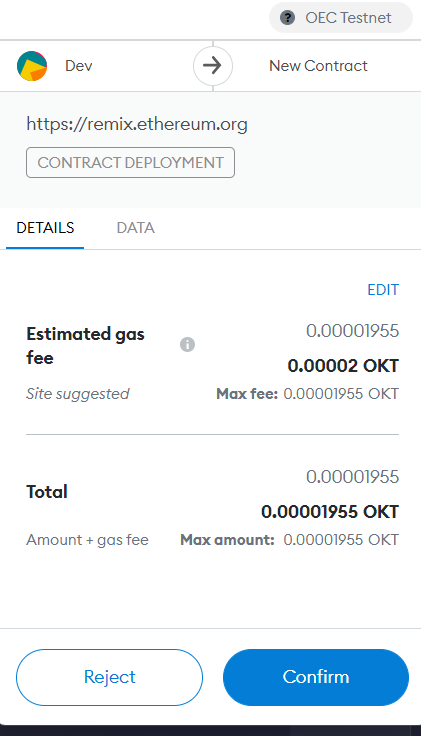 OEC Testnet
Dev
New Contract
https://remix.ethereum.org
CONTRACT DEPLOYMENT
DETAILS DATA
EDIT
Estimated gas fee
0.00001955
0.00002 OKT
Site suggested
Max fee: 0.00001955 OKT
Total
0.00001955
0.00001955 OKT
Amount + gas fee
Max amount: 0.00001955 OKT
Reject
Confirm